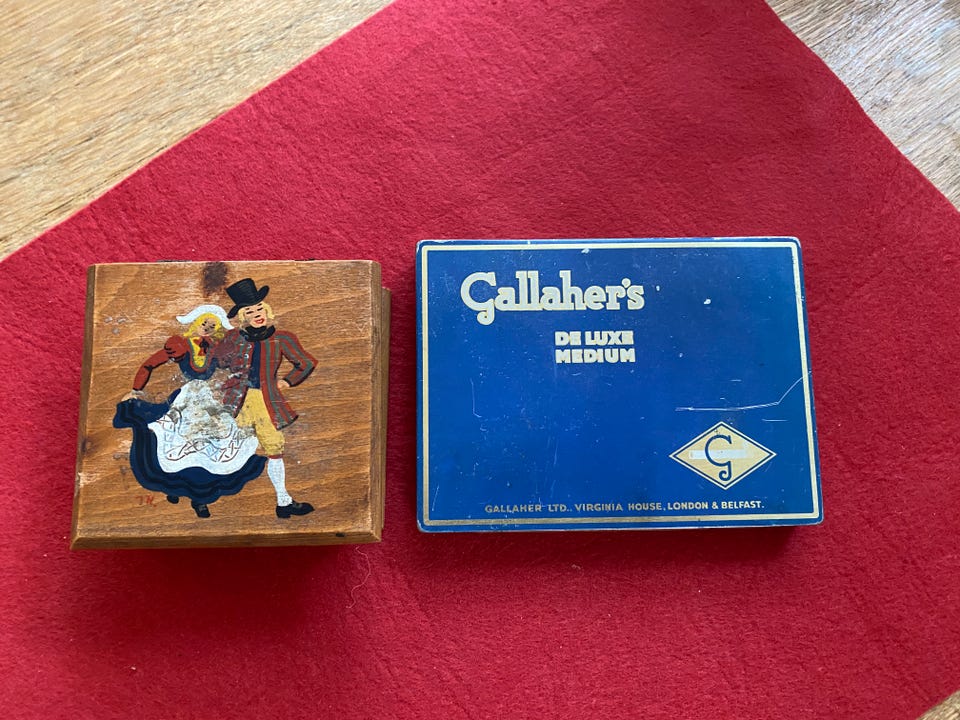 Gallaher's
DE LUXE
MEDIUM
G
GALLAHER LTD., VIRGINIA HOUSE, LONDON & BELFAST.